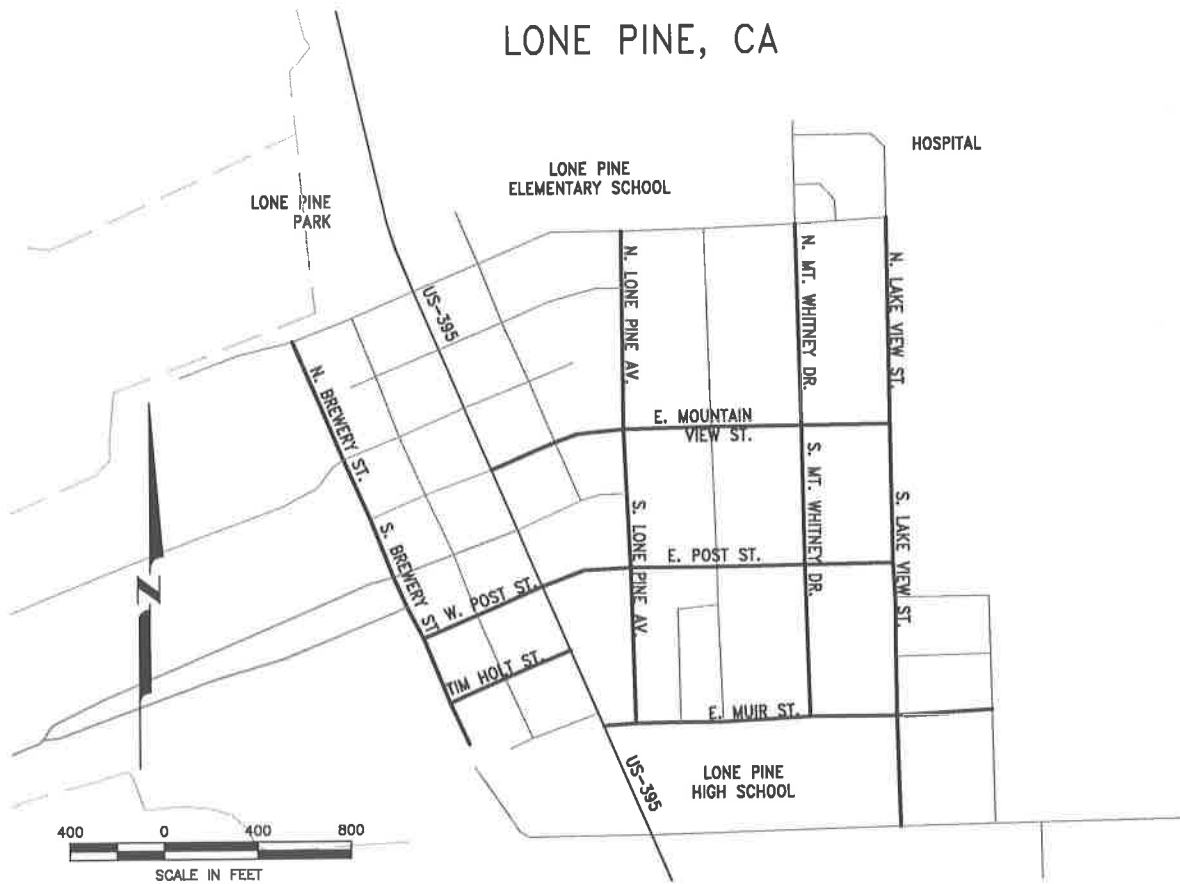 LONE PINE, CA
HOSPITAL
LONE PINE
ELEMENTARY SCHOOL
LONE PINE
PARK
US-395
N. LONE PINE AV.
N. MT. WHITNEY DR.
N. LAKE VIEW ST.
N. BREWERY ST.
E. MOUNTAIN
VIEW ST.
S. BREWERY ST
S. LONE PINE AV.
S. MT. WHITNEY DR.
S. LAKE VIEW ST.
E. POST ST.
W. POST ST.
TIM HOLT ST.
E. MUIR ST.
US-395
LONE PINE
HIGH SCHOOL
N
400 0 400 800
SCALE IN FEET